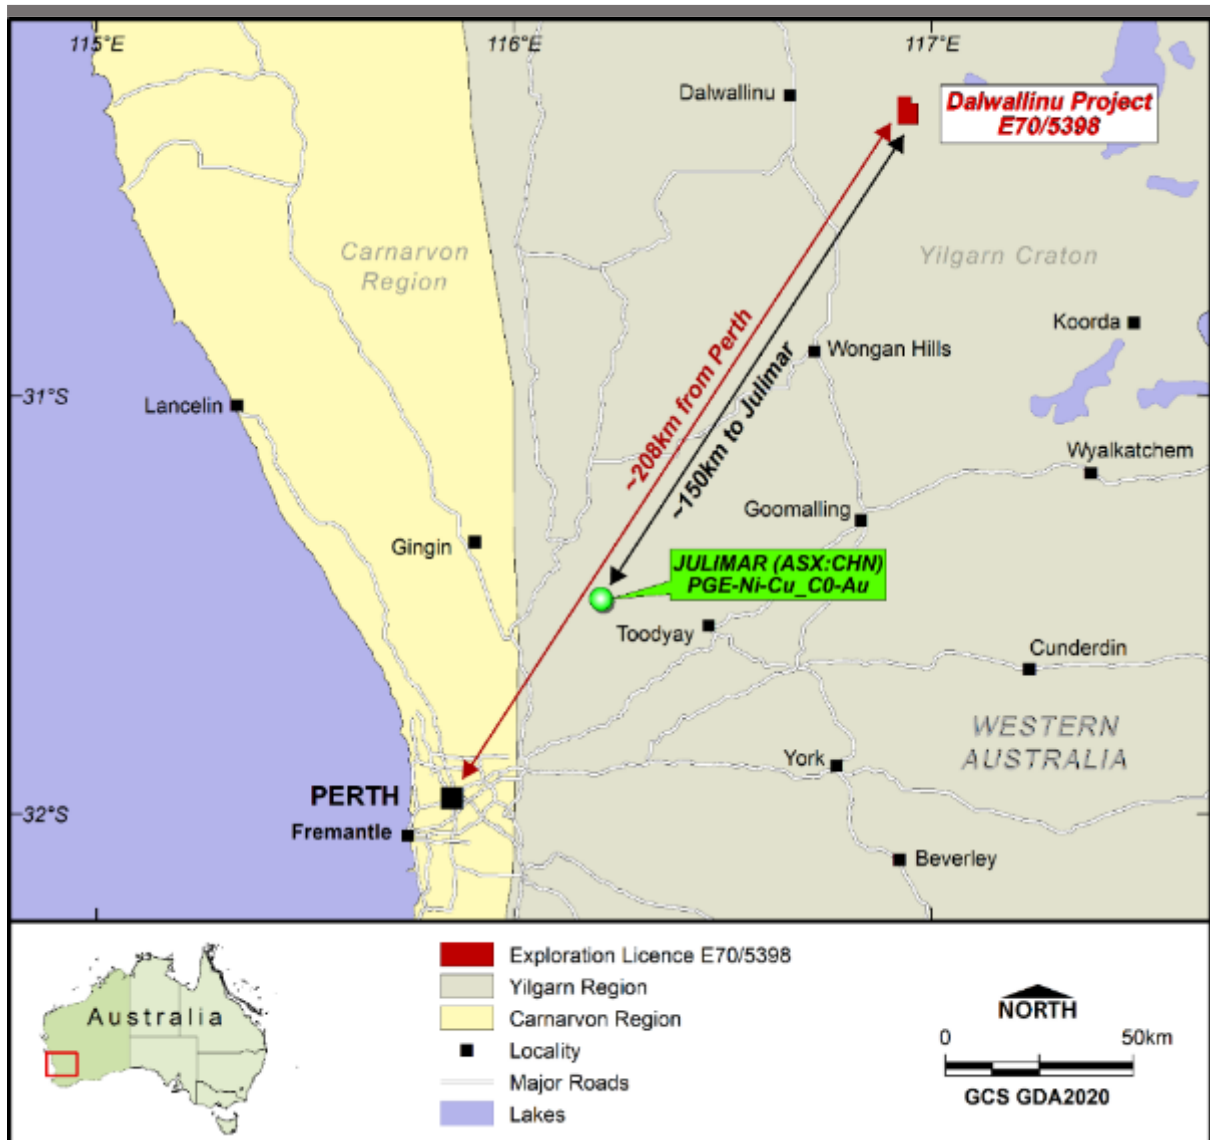 115°E
116°E
117°E
Dalwallinu
Dalwallinu Project
E70/5398
Carnarvon
Region
Yilgarn Craton
Koorda
~208km from Perth
~150km to Julimar
Wongan Hills
31°S
Lancelin
Wyalkatchem
Goomalling
Gingin
JULIMAR (ASX:CHN)
PGE-Ni-Cu_C0-Au
Toodyay
Cunderdin
WESTERN
AUSTRALIA
York
PERTH
32°S
Fremantle
Beverley
Australia
Exploration Licence E70/5398
Yilgarn Region
Carnarvon Region
Locality
Major Roads
Lakes
NORTH
0 50km
GCS GDA2020